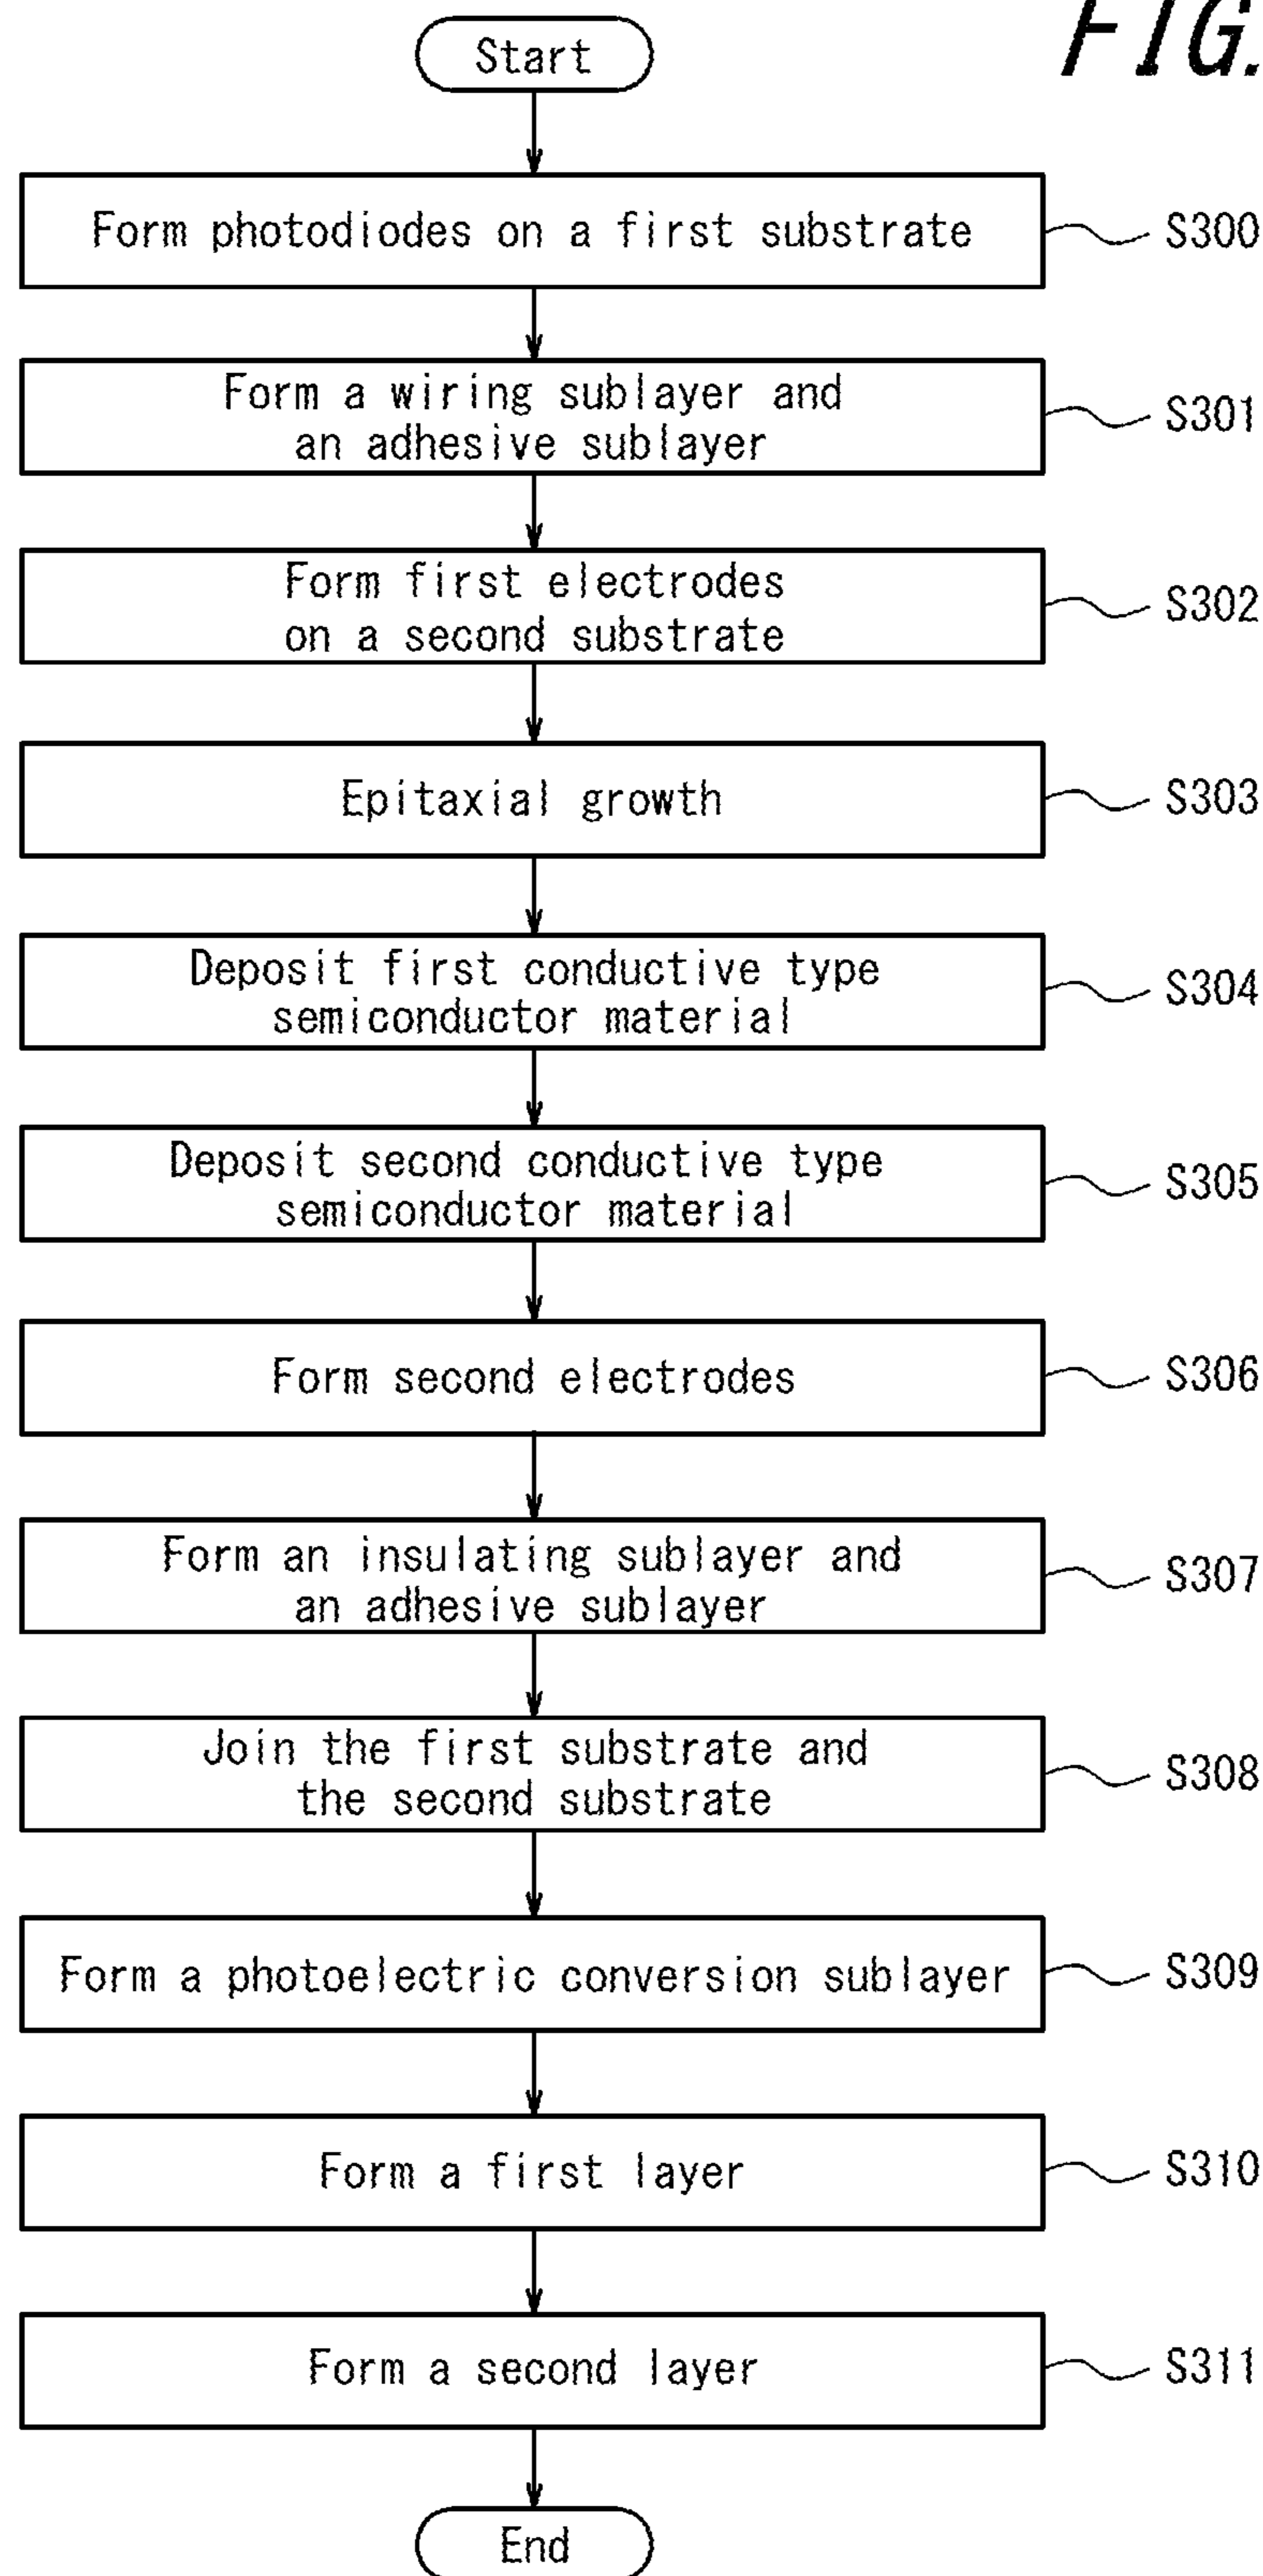 FIG.
Start
Form photodiodes on a first substrate
S300
Form a wiring sublayer and
an adhesive sublayer
S301
Form first electrodes
on a second substrate
S302
Epitaxial growth
S303
Deposit first conductive type
semiconductor material
S304
Deposit second conductive type
semiconductor material
S305
Form second electrodes
S306
Form an insulating sublayer and
an adhesive sublayer
S307
Join the first substrate and
the second substrate
S308
Form a photoelectric conversion sublayer
S309
Form a first layer
S310
Form a second layer
S311
End